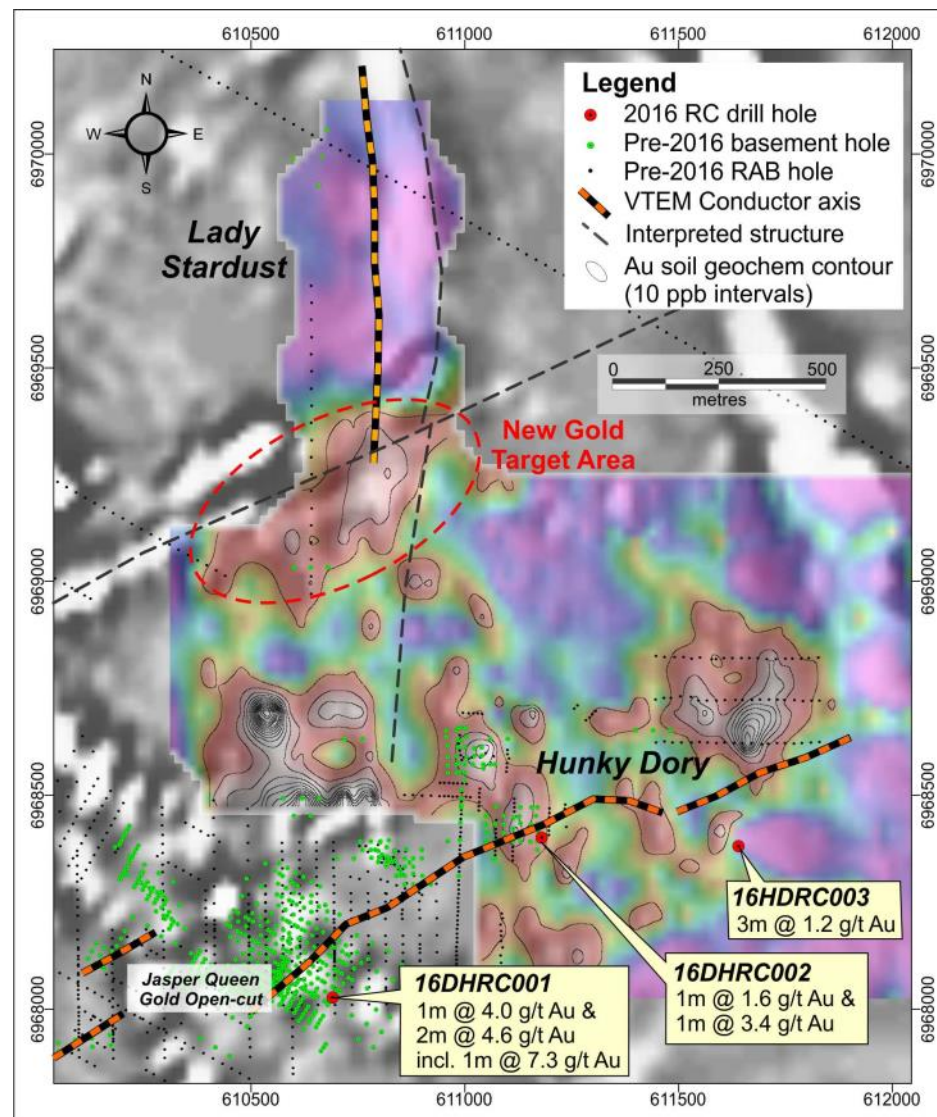 610500
611000
611500
612000
N
W
E
S
Legend
2016 RC drill hole
Pre-2016 basement hole
Pre-2016 RAB hole
VTEM Conductor axis
Interpreted structure
Au soil geochem contour
(10 ppb intervals)
6970000
6970000
Lady
Stardust
0 250 500
metres
6969500
6969500
New Gold
Target Area
6969000
6969000
Hunky Dory
6968500
6968500
16HDRC003
3m @ 1.2 g/t Au
Jasper Queen
Gold Open-cut
16DHRC001
1m @ 4.0 g/t Au &
2m @ 4.6 g/t Au
incl. 1m @ 7.3 g/t Au
16DHRC002
1m @ 1.6 g/t Au &
1m @ 3.4 g/t Au
6968000
6968000
610500
611000
611500
612000